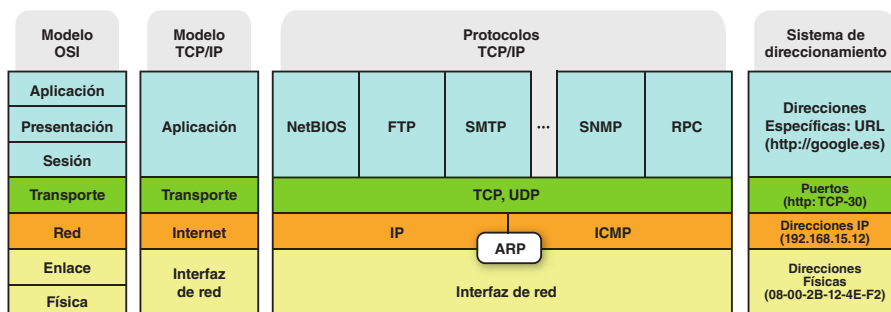 Modelo
OSI
Modelo
TCP/IP
Protocolos
TCP/IP
Sistema de
direccionamiento
Aplicación
Presentación
Sesión
Aplicación
NetBIOS
FTP
SMTP
...
SNMP
RPC
Direcciones
Específicas: URL
(http://google.es)
Transporte
Transporte
TCP, UDP
Puertos
(http: TCP-30)
Red
Internet
IP
ICMP
ARP
Direcciones IP
(192.168.15.12)
Enlace
Física
Interfaz
de red
Interfaz de red
Direcciones
Físicas
(08-00-2B-12-4E-F2)